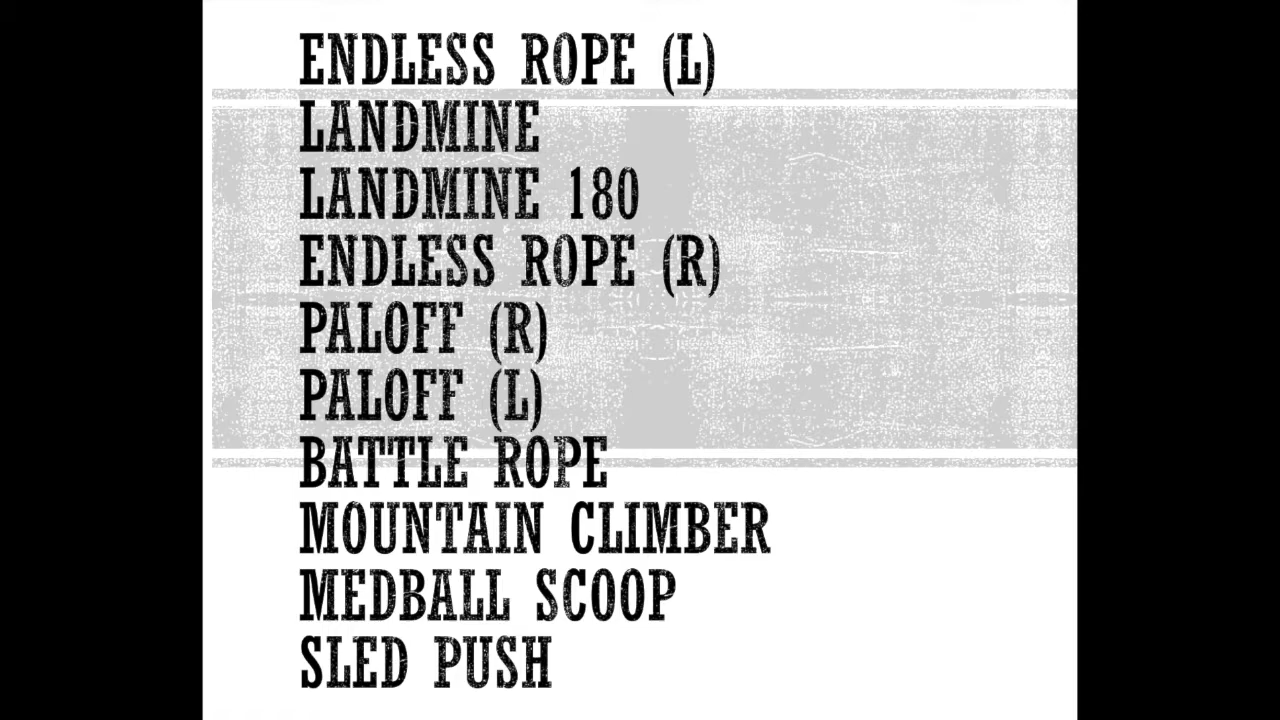 ENDLESS ROPE (L)
LANDMINE
LANDMINE 180
ENDLESS ROPE (R)
PALOFF (R)
PALOFF (L)
BATTLE ROPE
MOUNTAIN CLIMBER
MEDBALL SCOOP
SLED PUSH